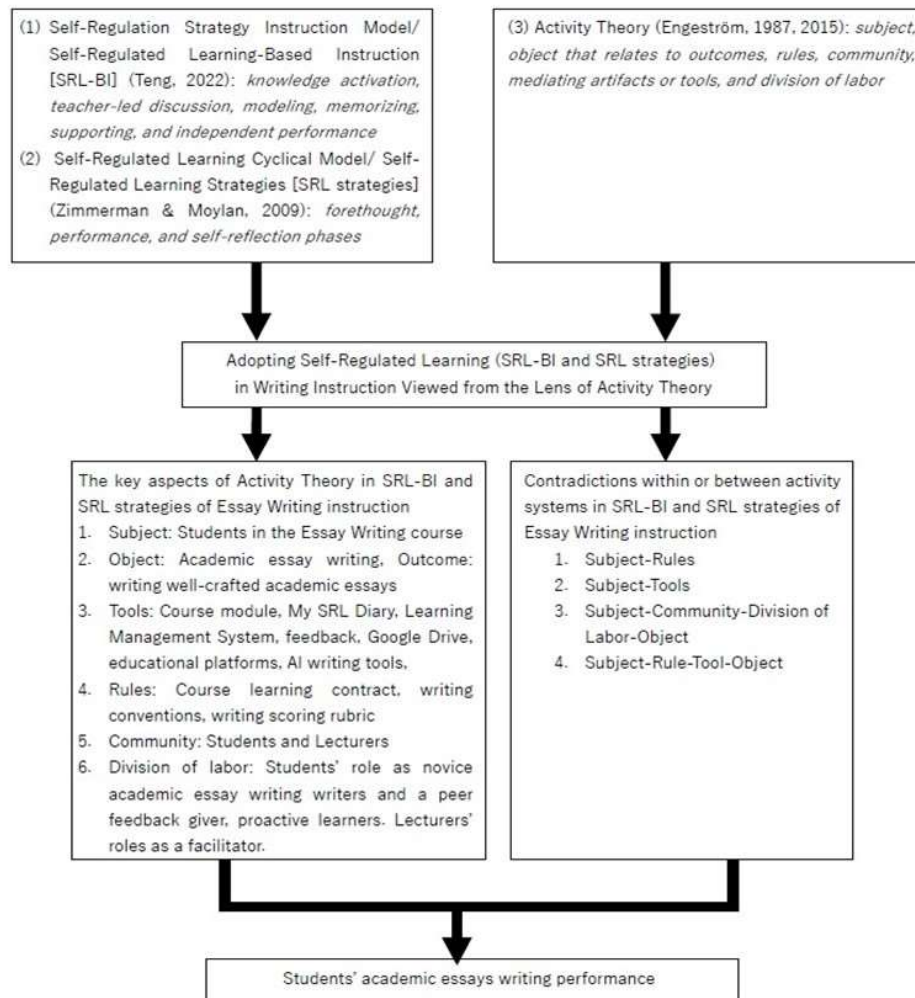 (1) Self-Regulation Strategy Instruction Model/
Self-Regulated Learning-Based Instruction
[SRL-BI] (Teng, 2022): knowledge activation,
teacher-led discussion, modeling, memorizing,
supporting, and independent performance
(2) Self-Regulated Learning Cyclical Model/ Self-
Regulated Learning Strategies [SRL strategies]
(Zimmerman & Moylan, 2009): forethought,
performance, and self-reflection phases
(3) Activity Theory (Engeström, 1987, 2015): subject,
object that relates to outcomes, rules, community,
mediating artifacts or tools, and division of labor
Adopting Self-Regulated Learning (SRL-BI and SRL strategies)
in Writing Instruction Viewed from the Lens of Activity Theory
The key aspects of Activity Theory in SRL-BI and
SRL strategies of Essay Writing instruction
1. Subject: Students in the Essay Writing course
2. Object: Academic essay writing, Outcome:
writing well-crafted academic essays
3. Tools: Course module, My SRL Diary, Learning
Management System, feedback, Google Drive,
educational platforms, AI writing tools,
4. Rules: Course learning contract, writing
conventions, writing scoring rubric
5. Community: Students and Lecturers
6. Division of labor: Students' role as novice
academic essay writing writers and a peer
feedback giver, proactive learners. Lecturers'
roles as a facilitator.
Contradictions within or between activity
systems in SRL-BI and SRL strategies of
Essay Writing instruction
1. Subject-Rules
2. Subject-Tools
3. Subject-Community-Division of
Labor-Object
4. Subject-Rule-Tool-Object
Students' academic essays writing performance